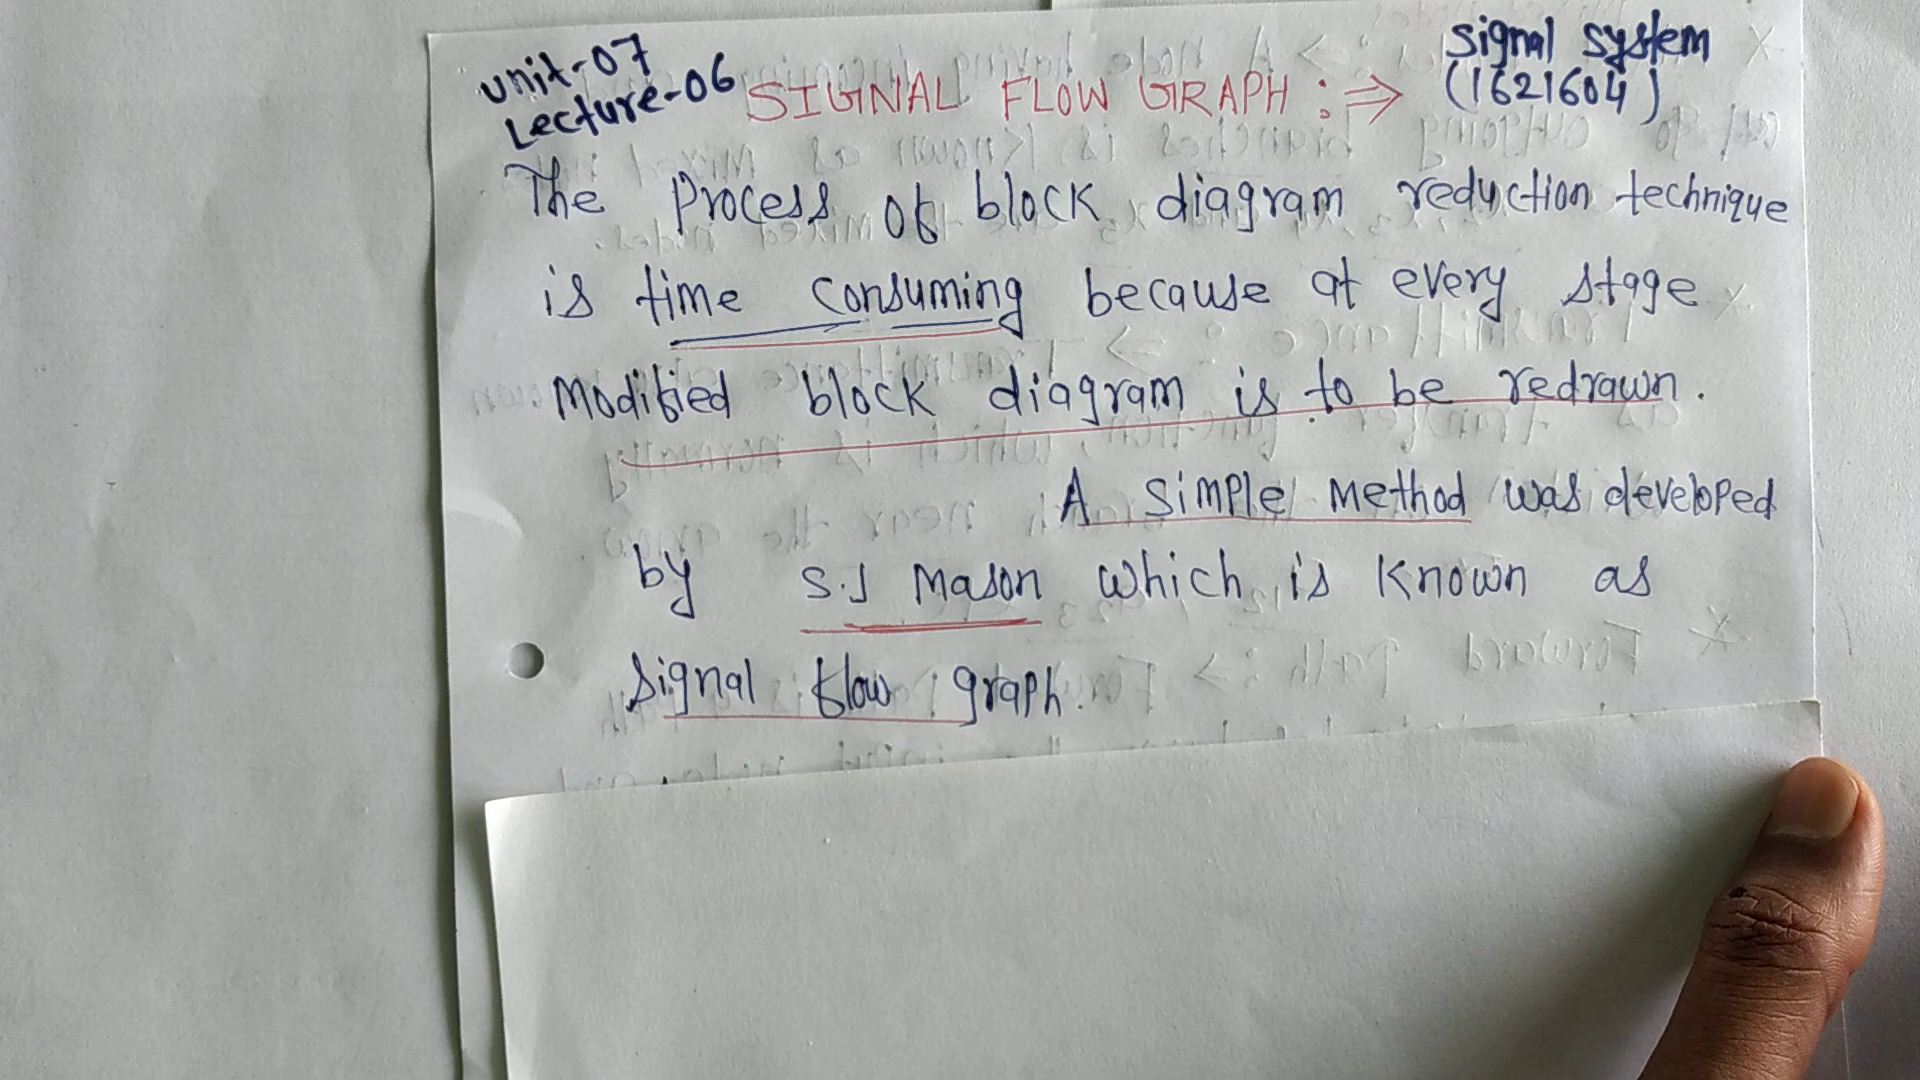 Unit-07
Lecture-06
SIGNAL FLOW GRAPH :⇒
Signal System
(1621604)
The Process of block diagram reduction technique
is time consuming because at every stage
Modified block diagram is to be redrawn.
A Simple Method was developed
by S.J Mason which is known as
Signal flow graph.